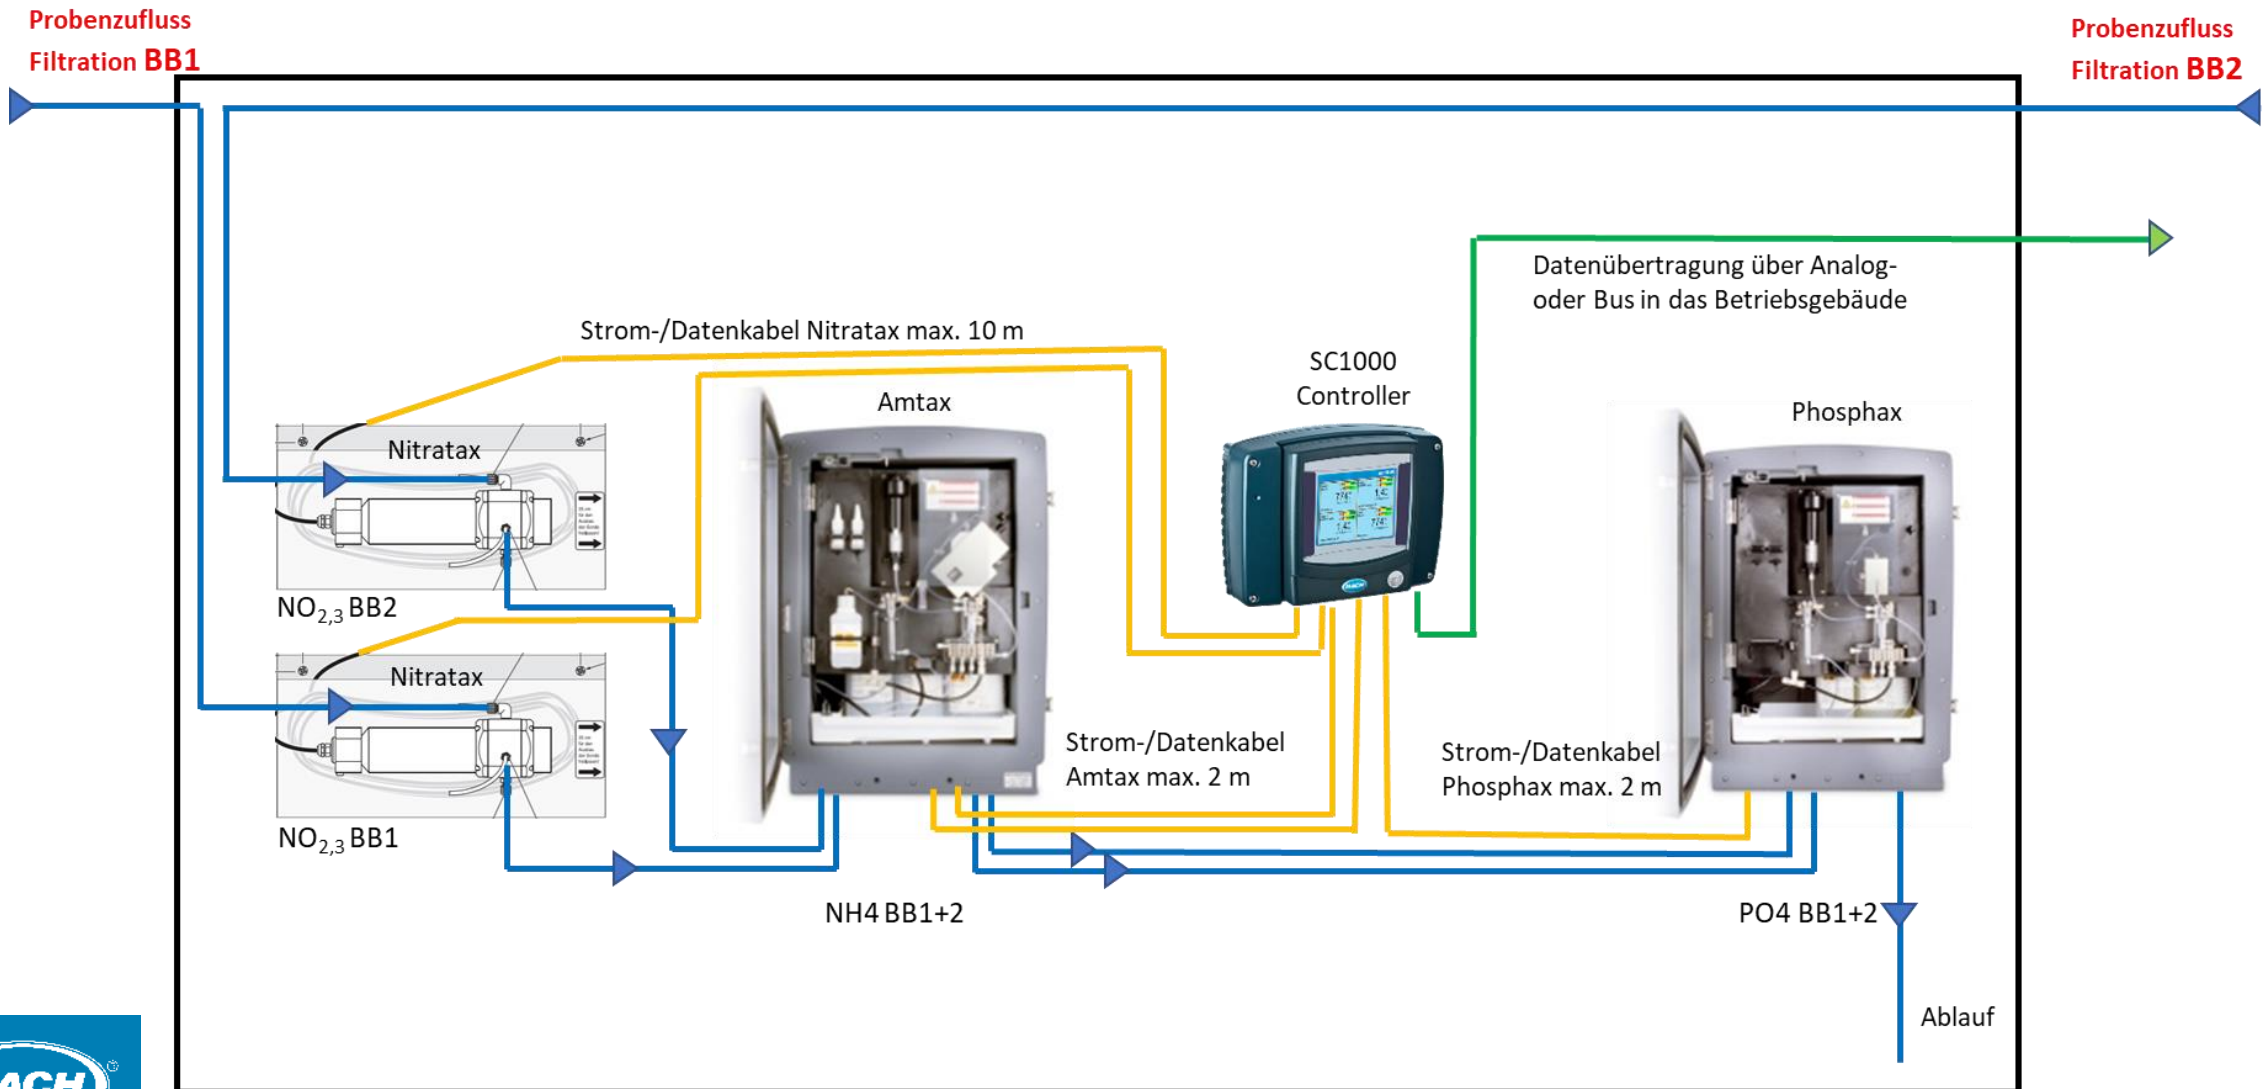 Probenzufluss
Filtration BB1
Probenzufluss
Filtration BB2
Datenübertragung über Analog-
oder Bus in das Betriebsgebäude
Strom-/Datenkabel Nitratax max. 10 m
SC1000
Controller
Amtax
Phosphax
Nitratax
NO2,3 BB2
Nitratax
NO2,3 BB1
Strom-/Datenkabel
Amtax max. 2 m
Strom-/Datenkabel
Phosphax max. 2 m
NH4 BB1+2
PO4 BB1+2
Ablauf
HACH
ACH ®